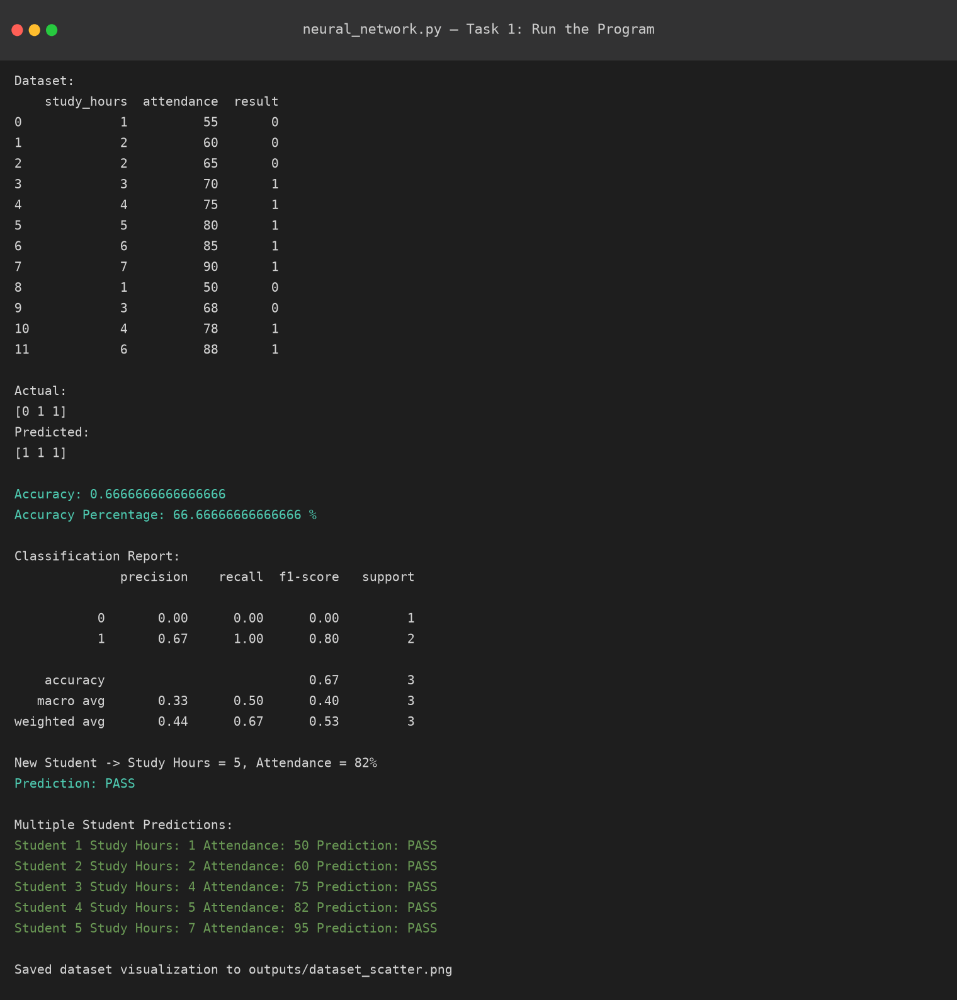 neural_network.py — Task 1: Run the Program
Dataset:
    study_hours  attendance  result
0             1          55       0
1             2          60       0
2             2          65       0
3             3          70       1
4             4          75       1
5             5          80       1
6             6          85       1
7             7          90       1
8             1          50       0
9             3          68       0
10            4          78       1
11            6          88       1
Actual:
[0 1 1]
Predicted:
[1 1 1]
Accuracy: 0.6666666666666666
Accuracy Percentage: 66.66666666666666 %
Classification Report:
              precision    recall  f1-score   support
           0       0.00      0.00      0.00         1
           1       0.67      1.00      0.80         2
    accuracy                           0.67         3
   macro avg       0.33      0.50      0.40         3
weighted avg       0.44      0.67      0.53         3
New Student -> Study Hours = 5, Attendance = 82%
Prediction: PASS
Multiple Student Predictions:
Student 1 Study Hours: 1 Attendance: 50 Prediction: PASS
Student 2 Study Hours: 2 Attendance: 60 Prediction: PASS
Student 3 Study Hours: 4 Attendance: 75 Prediction: PASS
Student 4 Study Hours: 5 Attendance: 82 Prediction: PASS
Student 5 Study Hours: 7 Attendance: 95 Prediction: PASS
Saved dataset visualization to outputs/dataset_scatter.png